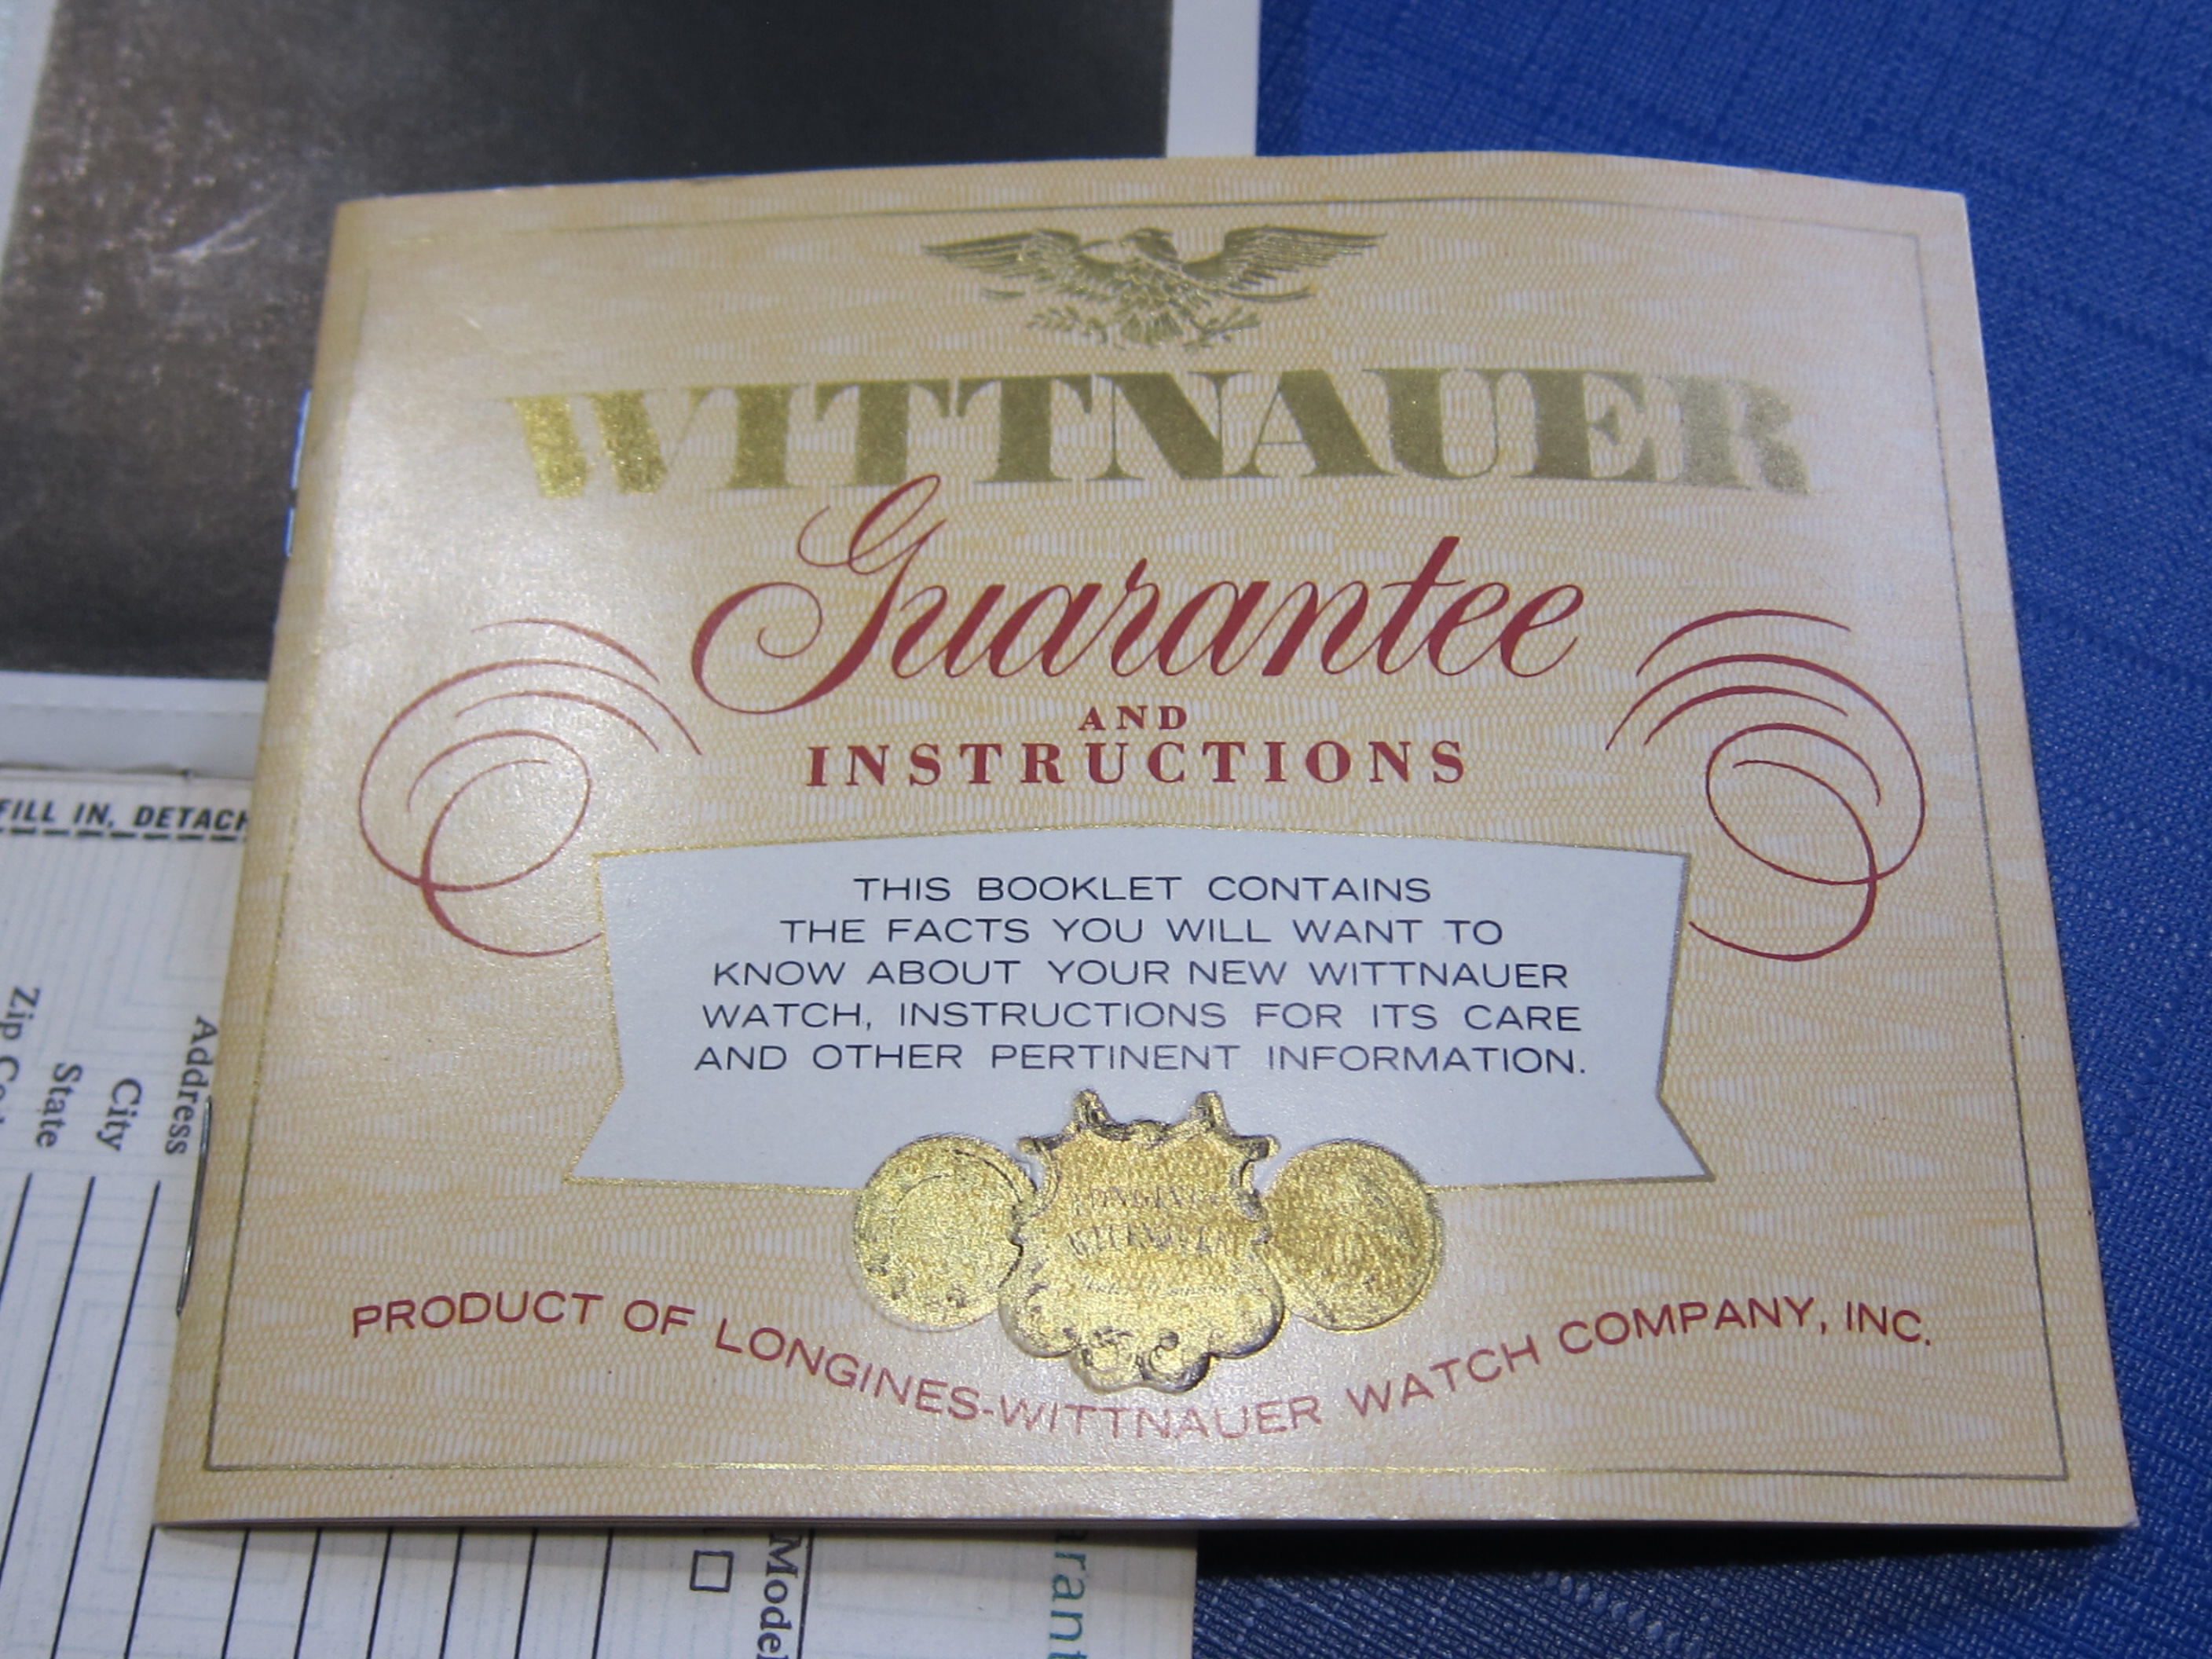 WITTNAUER
Guarantee
AND
INSTRUCTIONS
THIS BOOKLET CONTAINS
THE FACTS YOU WILL WANT TO
KNOW ABOUT YOUR NEW WITTNAUER
WATCH, INSTRUCTIONS FOR ITS CARE
AND OTHER PERTINENT INFORMATION.
PRODUCT OF LONGINES-WITTNAUER WATCH COMPANY, INC.
FILL IN, DETACH
Address
City
State
Zip
Model